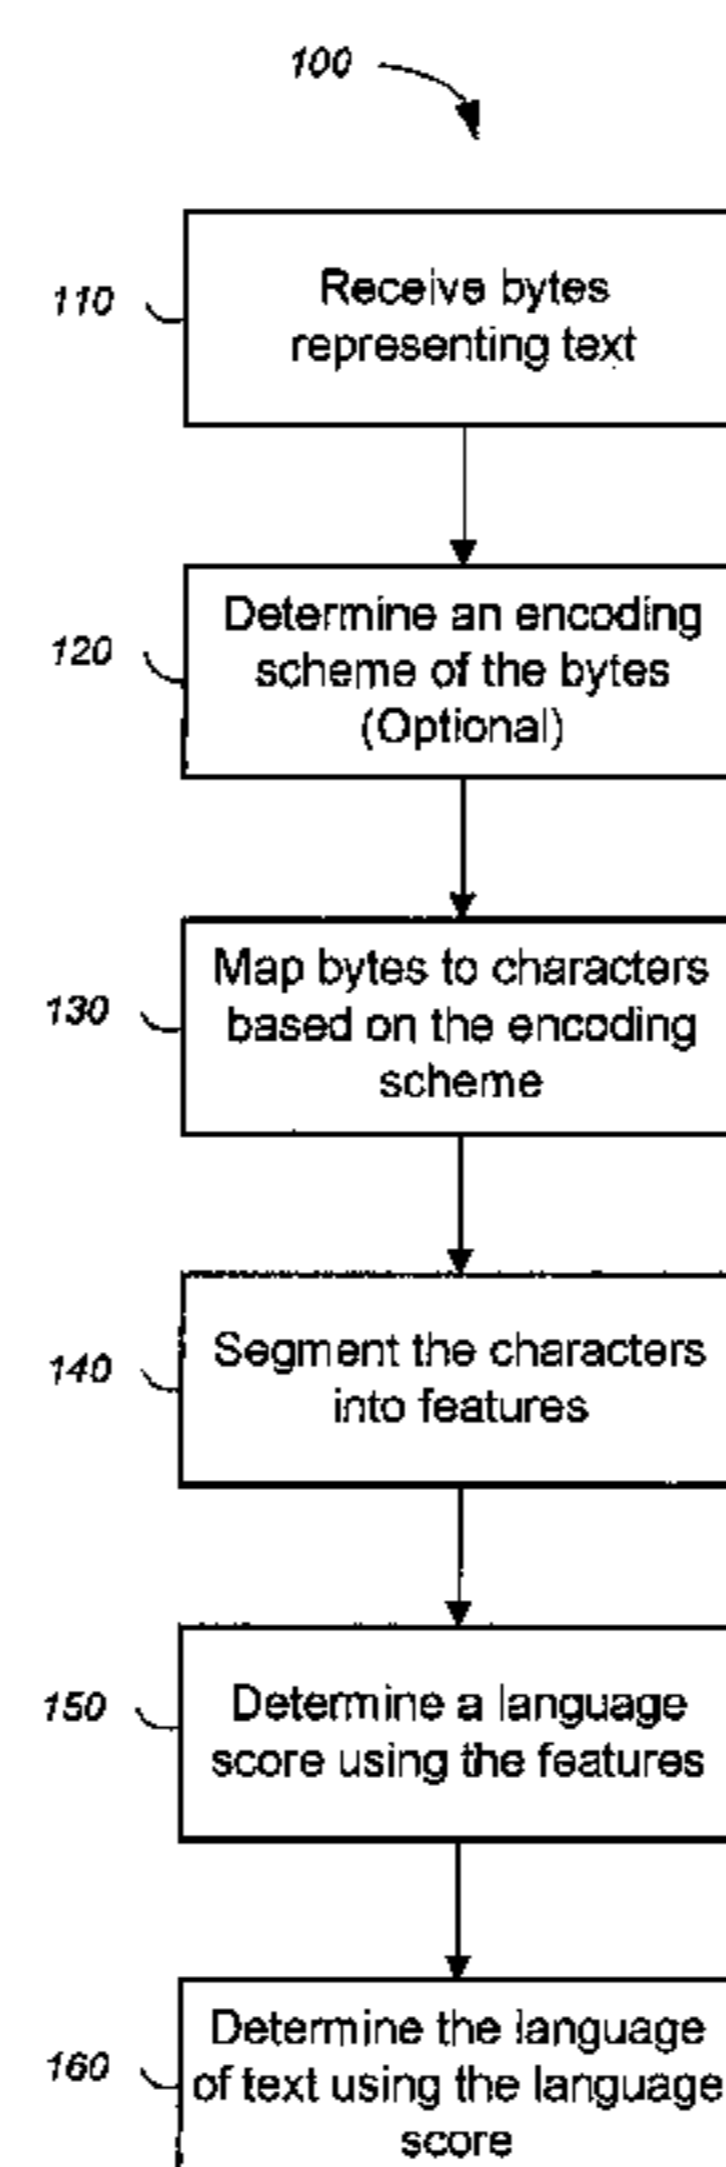 100
110
Receive bytes
representing text
120
Determine an encoding
scheme of the bytes
(Optional)
130
Map bytes to characters
based on the encoding
scheme
140
Segment the characters
into features
150
Determine a language
score using the features
160
Determine the language
of text using the language
score